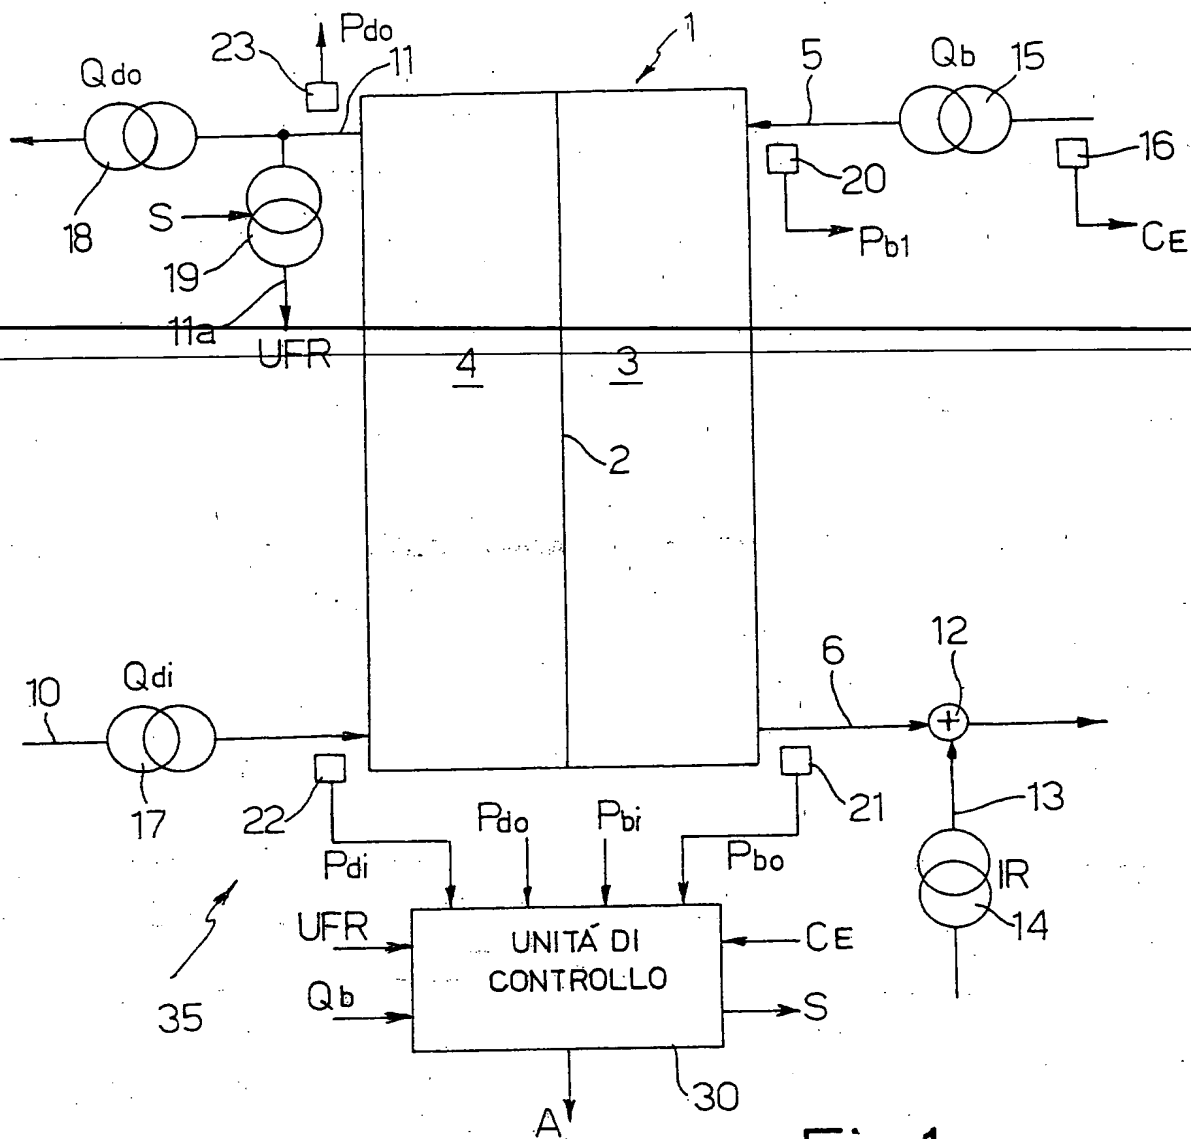 Pdo
23
11
1
5
Qb
15
Qdo
16
20
S
18
Pb1
CE
19
11a
UFR
4
3
2
12
6
Qdi
10
17
22
21
13
Pdo
Pbi
Pdi
Pbo
IR
14
UFR
UNITÁ DI
CONTROLLO
CE
Qb
S
35
30
A